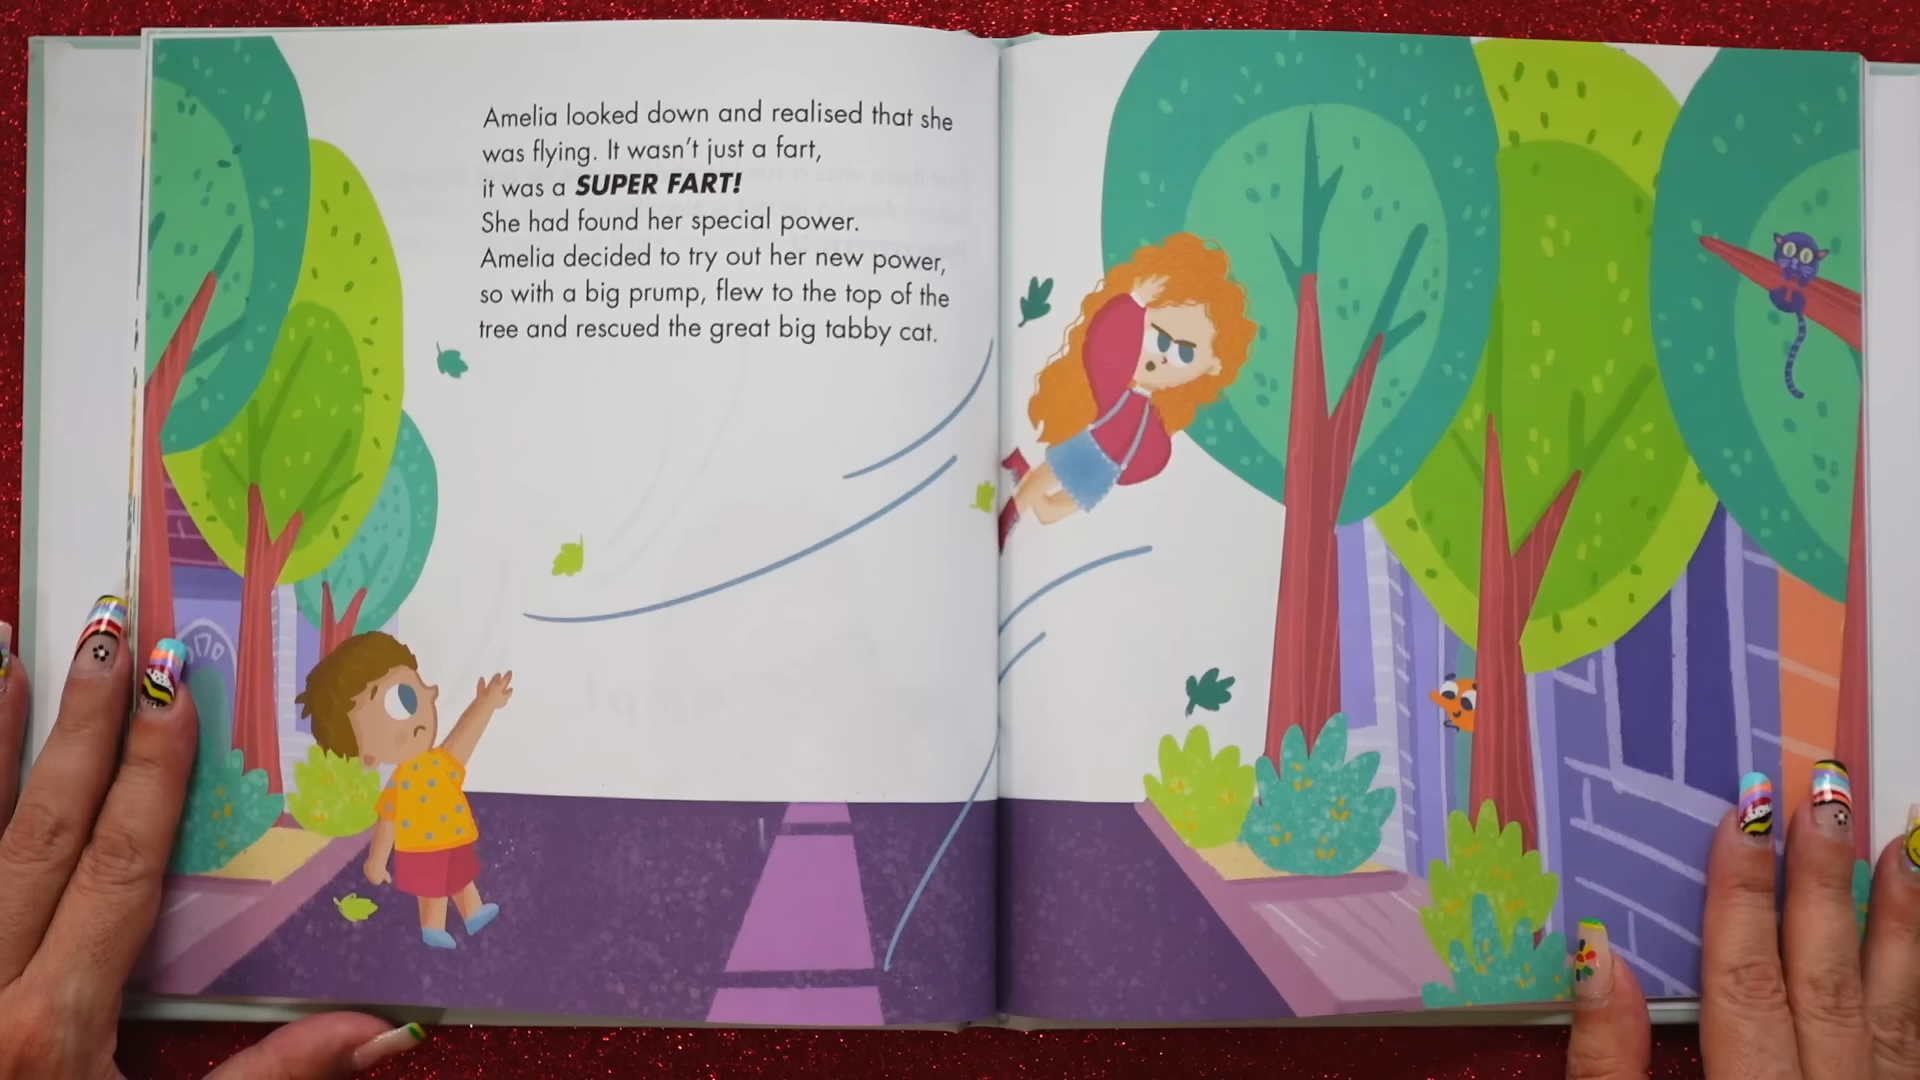 Amelia looked down and realised that she
was flying. It wasn't just a fart,
it was a SUPER FART!
She had found her special power.
Amelia decided to try out her new power,
so with a big prump, flew to the top of the
tree and rescued the great big tabby cat.